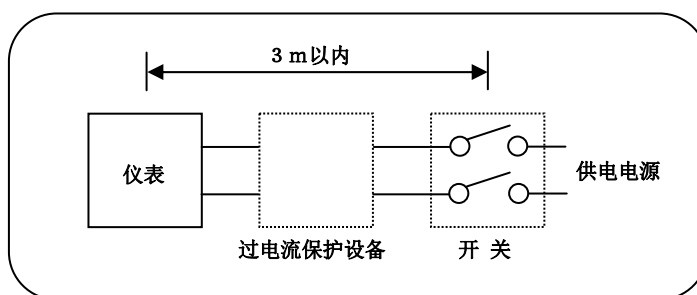 3 m以内
仪表
供电电源
过电流保护设备
开 关